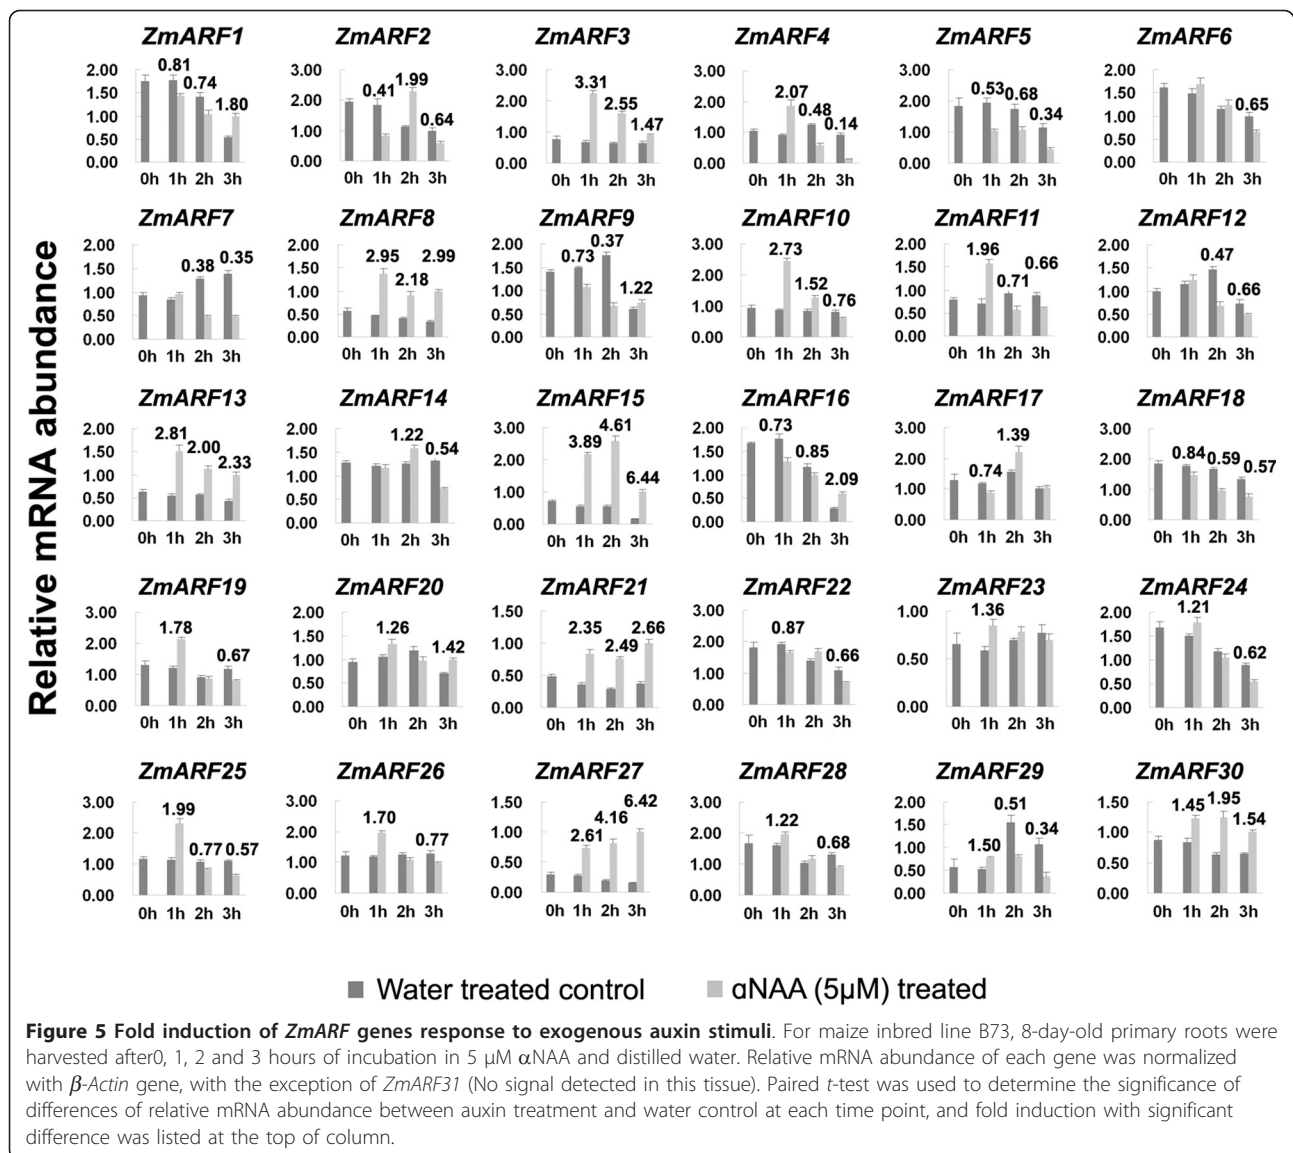 Relative mRNA abundance
ZmARF1 ZmARF2 ZmARF3 ZmARF4 ZmARF5 ZmARF6
2.00 1.50 1.00 0.50 0.00 0.81 0.74 1.80 0h 1h 2h 3h
3.00 2.00 1.00 0.00 0.41 1.99 0.64 0h 1h 2h 3h
3.00 2.00 1.00 0.00 3.31 2.55 1.47 0h 1h 2h 3h
3.00 2.00 1.00 0.00 2.07 0.48 0.14 0h 1h 2h 3h
3.00 2.00 1.00 0.00 0.53 0.68 0.34 0h 1h 2h 3h
2.00 1.50 1.00 0.50 0.00 0.65 0h 1h 2h 3h
ZmARF7 ZmARF8 ZmARF9 ZmARF10 ZmARF11 ZmARF12
2.00 1.50 1.00 0.50 0.00 0.38 0.35 0h 1h 2h 3h
2.00 1.50 1.00 0.50 0.00 2.95 2.18 2.99 0h 1h 2h 3h
2.00 1.50 1.00 0.50 0.00 0.73 0.37 1.22 0h 1h 2h 3h
3.00 2.00 1.00 0.00 2.73 1.52 0.76 0h 1h 2h 3h
2.00 1.50 1.00 0.50 0.00 1.96 0.71 0.66 0h 1h 2h 3h
2.00 1.50 1.00 0.50 0.00 0.47 0.66 0h 1h 2h 3h
ZmARF13 ZmARF14 ZmARF15 ZmARF16 ZmARF17 ZmARF18
2.00 1.50 1.00 0.50 0.00 2.81 2.00 2.33 0h 1h 2h 3h
2.00 1.50 1.00 0.50 0.00 1.22 0.54 0h 1h 2h 3h
3.00 2.00 1.00 0.00 3.89 4.61 6.44 0h 1h 2h 3h
2.00 1.50 1.00 0.50 0.00 0.73 0.85 2.09 0h 1h 2h 3h
3.00 2.00 1.00 0.00 0.74 1.39 0h 1h 2h 3h
3.00 2.00 1.00 0.00 0.84 0.59 0.57 0h 1h 2h 3h
ZmARF19 ZmARF20 ZmARF21 ZmARF22 ZmARF23 ZmARF24
3.00 2.00 1.00 0.00 1.78 0.67 0h 1h 2h 3h
2.00 1.50 1.00 0.50 0.00 1.26 1.42 0h 1h 2h 3h
1.50 1.00 0.50 0.00 2.35 2.49 2.66 0h 1h 2h 3h
3.00 2.00 1.00 0.00 0.87 0.66 0h 1h 2h 3h
1.00 0.50 0.00 1.36 0h 1h 2h 3h
2.00 1.50 1.00 0.50 0.00 1.21 0.62 0h 1h 2h 3h
ZmARF25 ZmARF26 ZmARF27 ZmARF28 ZmARF29 ZmARF30
3.00 2.00 1.00 0.00 1.99 0.77 0.57 0h 1h 2h 3h
3.00 2.00 1.00 0.00 1.70 0.77 0h 1h 2h 3h
1.50 1.00 0.50 0.00 2.61 4.16 6.42 0h 1h 2h 3h
3.00 2.00 1.00 0.00 1.22 0.68 0h 1h 2h 3h
2.00 1.50 1.00 0.50 0.00 1.50 0.51 0.34 0h 1h 2h 3h
1.50 1.00 0.50 0.00 1.45 1.95 1.54 0h 1h 2h 3h
Water treated control αNAA (5μM) treated
Figure 5 Fold induction of ZmARF genes response to exogenous auxin stimuli. For maize inbred line B73, 8-day-old primary roots were
harvested after0, 1, 2 and 3 hours of incubation in 5 μM αNAA and distilled water. Relative mRNA abundance of each gene was normalized
with β-Actin gene, with the exception of ZmARF31 (No signal detected in this tissue). Paired t-test was used to determine the significance of
differences of relative mRNA abundance between auxin treatment and water control at each time point, and fold induction with significant
difference was listed at the top of column.